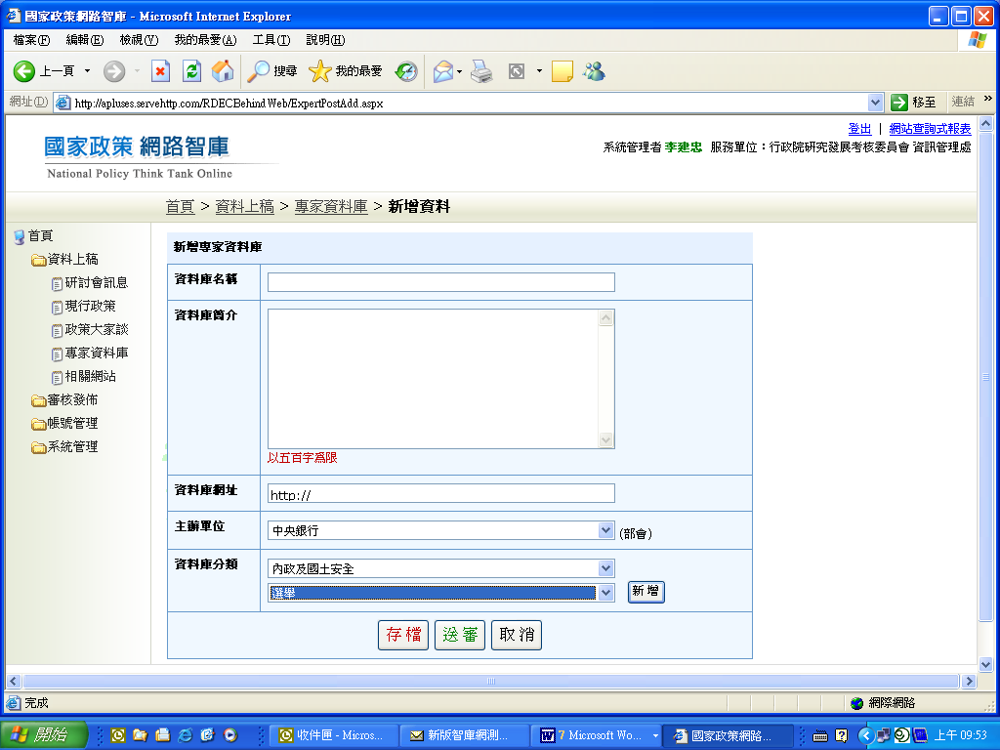 國家政策網路智庫 - Microsoft Internet Explorer
檔案(F) 編輯(E) 檢視(V) 我的最愛(A) 工具(T) 說明(H)
上一頁 搜尋 我的最愛
網址(D) http://apluses.servehttp.com/RDECBehindWeb/ExpertPostAdd.aspx 移至 連結 »
登出 | 網站查詢式報表
國家政策 網路智庫
系統管理者 李建忠 服務單位：行政院研究發展考核委員會 資訊管理處
National Policy Think Tank Online
首頁 > 資料上稿 > 專家資料庫 > 新增資料
首頁
資料上稿
研討會訊息
現行政策
政策大家談
專家資料庫
相關網站
審核發佈
帳號管理
系統管理
新增專家資料庫
資料庫名稱
資料庫簡介
以五百字為限
資料庫網址 http://
主辦單位 中央銀行 (部會)
資料庫分類 內政及國土安全
選舉 新增
存檔 送審 取消
完成 網際網路
開始 收件匣 - Micros... 新版智庫網測... 7 Microsoft Wo... 國家政策網路... 上午 09:53